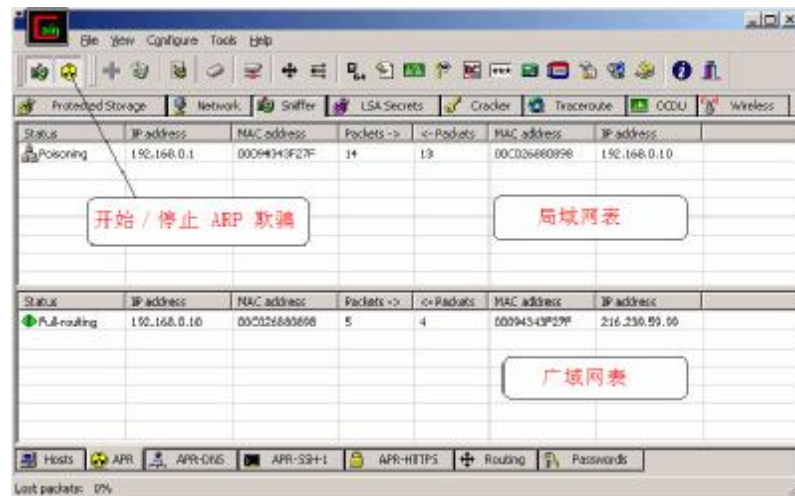 File View Configure Tools Help
Protected Storage Network Sniffer LSA Secrets Cracker Traceroute CCDU Wireless
Status IP address MAC address Packets -> <- Packets MAC address IP address
Poisoning 192.168.0.1 00C094343F27F 14 13 00C026880898 192.168.0.10
开始 / 停止 ARP 欺骗
局域网表
Status IP address MAC address Packets -> <- Packets MAC address IP address
Full-routing 192.168.0.10 00C026880898 5 4 00094343F27F 216.239.59.99
广域网表
Hosts APR APR-DNS APR-SSH-1 APR-HTTPS Routing Passwords
Lost packets: 0%